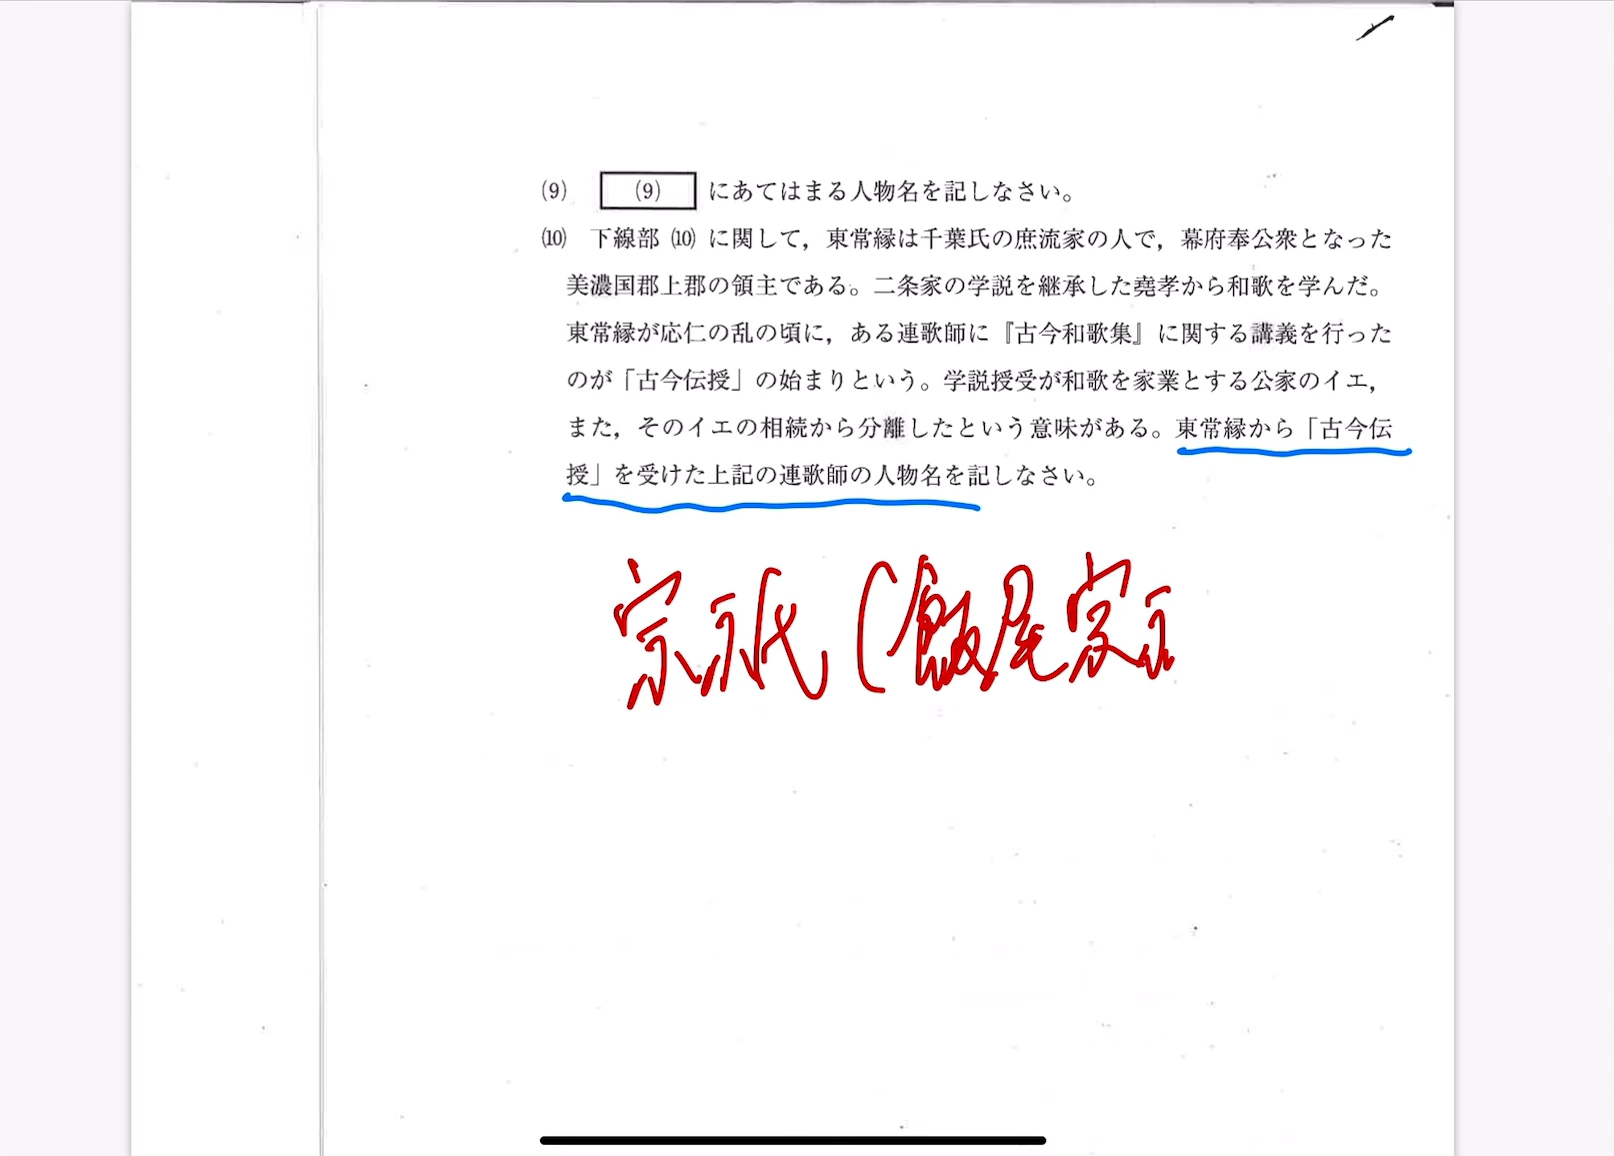 (9) (9) にあてはまる人物名を記しなさい。
(10) 下線部(10)に関して，東常縁は千葉氏の庶流家の人で，幕府奉公衆となった
美濃国郡上郡の領主である。二条家の学説を継承した堯孝から和歌を学んだ。
東常縁が応仁の乱の頃に，ある連歌師に『古今和歌集』に関する講義を行った
のが「古今伝授」の始まりという。学説授受が和歌を家業とする公家のイエ，
また，そのイエの相続から分離したという意味がある。東常縁から「古今伝
授」を受けた上記の連歌師の人物名を記しなさい。
宗祇(飯尾宗